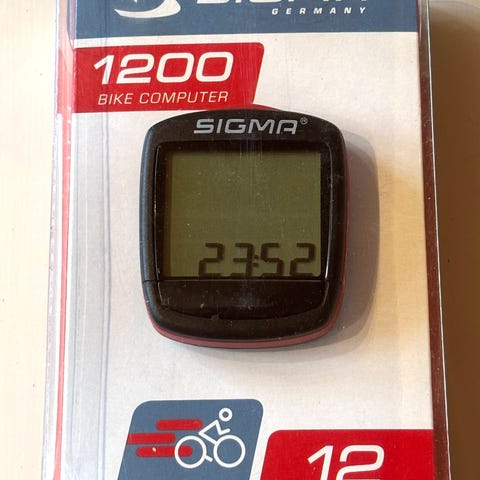 GERMANY
1200
BIKE COMPUTER
SIGMA®
23:52
12